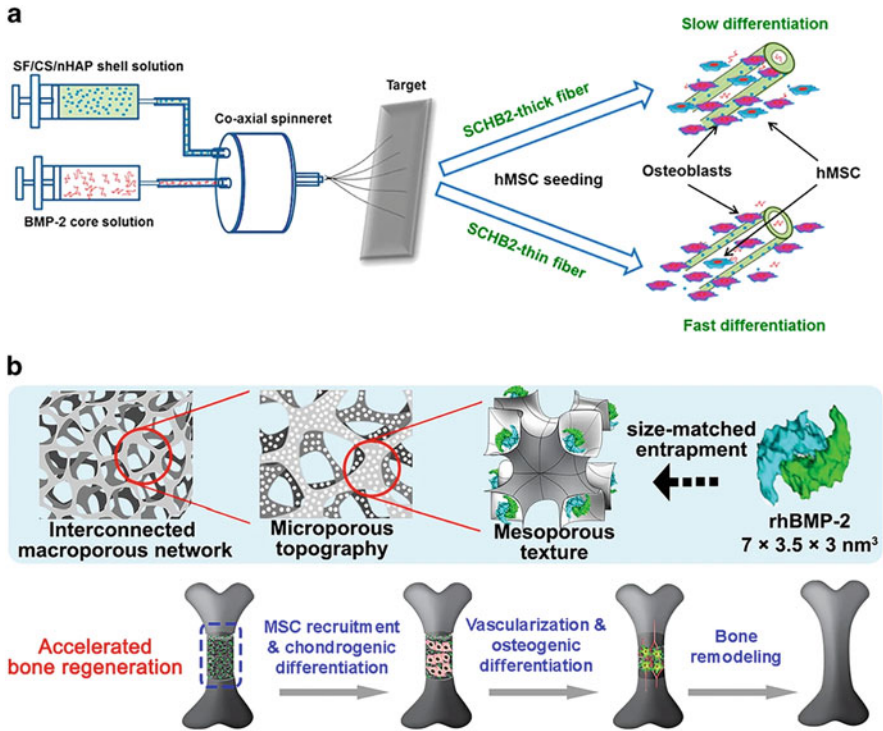 a
SF/CS/nHAP shell solution
BMP-2 core solution
Co-axial spinneret
Target
SCHB2-thick fiber
hMSC seeding
SCHB2-thin fiber
Slow differentiation
Osteoblasts
hMSC
Fast differentiation
b
Interconnected
macroporous network
Microporous
topography
Mesoporous
texture
size-matched
entrapment
rhBMP-2
7 × 3.5 × 3 nm³
Accelerated
bone regeneration
MSC recruitment
& chondrogenic
differentiation
Vascularization &
osteogenic
differentiation
Bone
remodeling